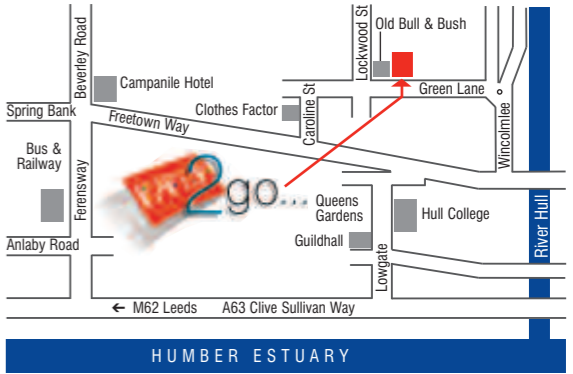 Old Bull & Bush
Lockwood St
Beverley Road
Campanile Hotel
Green Lane
Spring Bank
Freetown Way
Clothes Factor
Caroline St
Wincolmlee
Bus &
Railway
Ferensway
2go...
Queens
Gardens
Hull College
Guildhall
Anlaby Road
Lowgate
River Hull
← M62 Leeds
A63 Clive Sullivan Way
HUMBER ESTUARY